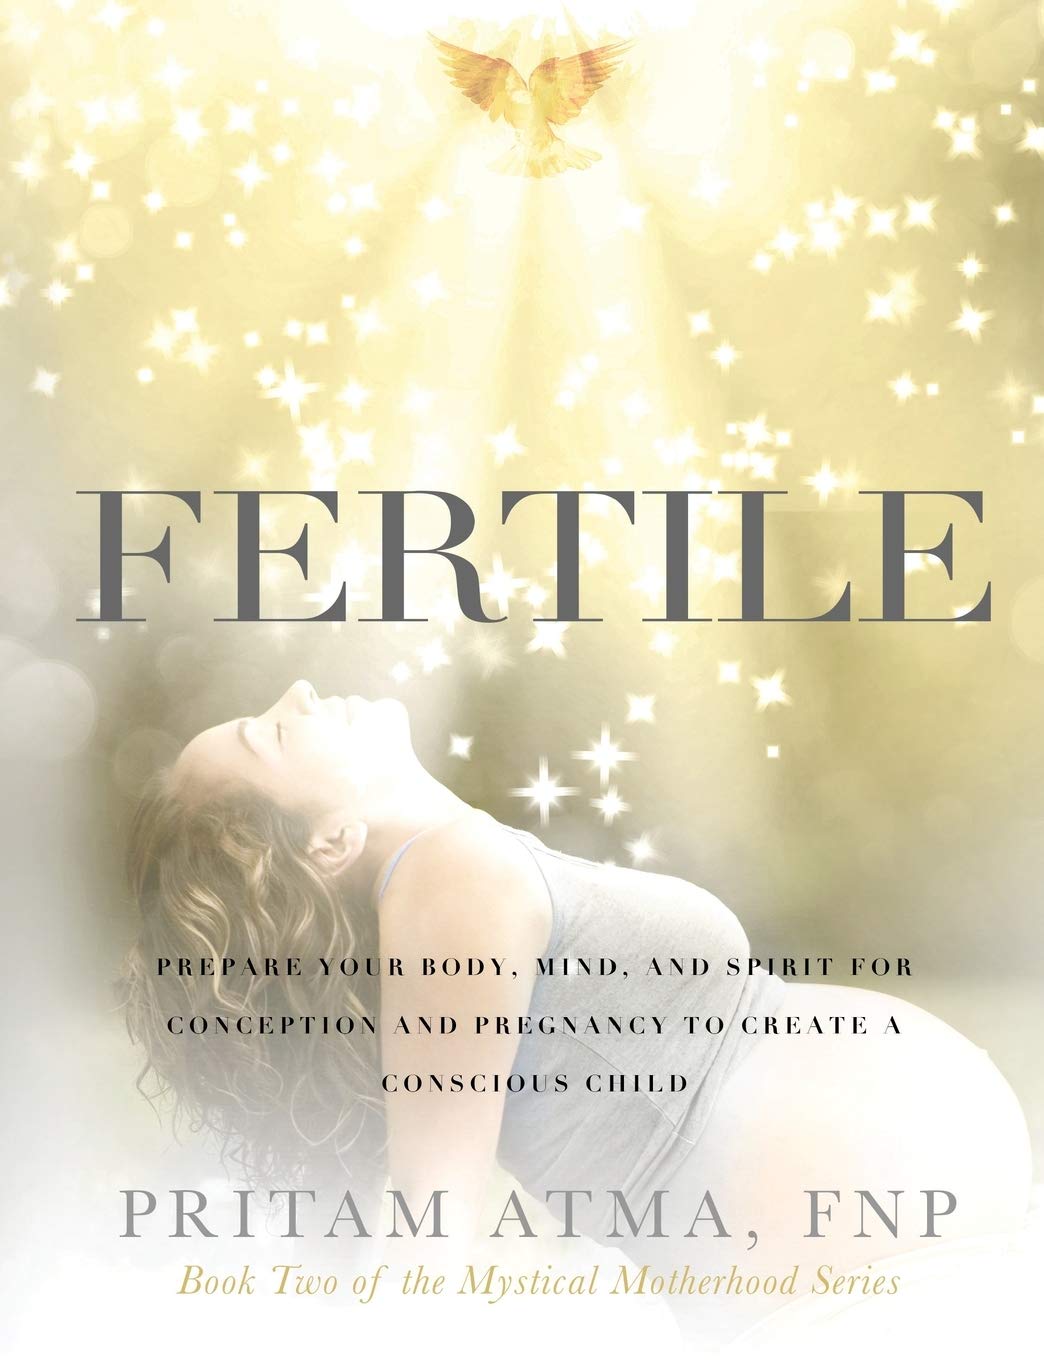 FERTILE
PREPARE YOUR BODY, MIND, AND SPIRIT FOR
CONCEPTION AND PREGNANCY TO CREATE A
CONSCIOUS CHILD
PRITAM ATMA, FNP
Book Two of the Mystical Motherhood Series